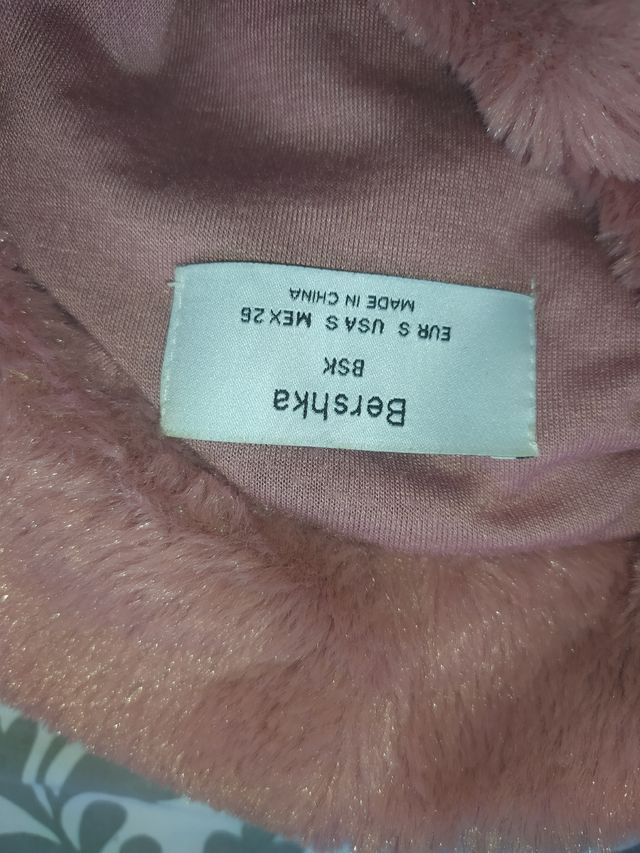 Bershka
BSK
EUR S USA S MEX 26
MADE IN CHINA